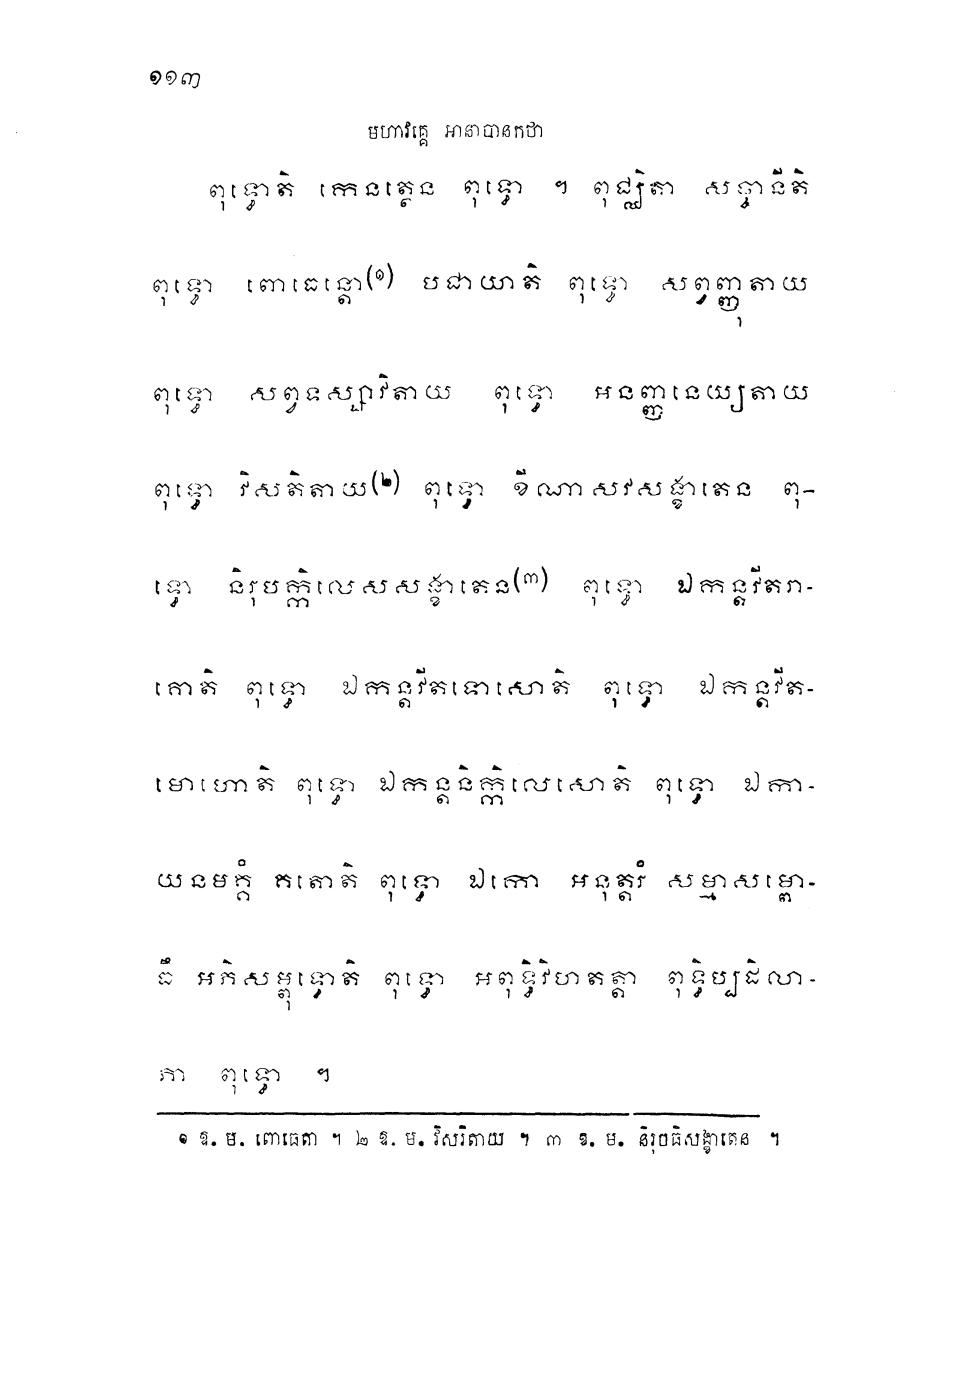 ១១៣
មហាវគ្គេ អានាបានកថា
ពុទ្ធោតិ កេនត្ថេន ពុទ្ធោ ។ ពុជ្ឈិតា សច្ចានីតិ
ពុទ្ធោ ពោធេន្តោ(១) បជាយាតិ ពុទ្ធោ សព្វញ្ញុតាយ
ពុទ្ធោ សព្វទស្សាវិតាយ ពុទ្ធោ អនញ្ញនេយ្យតាយ
ពុទ្ធោ វិសតិតាយ(២) ពុទ្ធោ ខីណាសវសង្ខាតេន ពុ-
ទ្ធោ និរុបក្កិលេសសង្ខាតេន(៣) ពុទ្ធោ ឯកន្តវីតរា-
គោតិ ពុទ្ធោ ឯកន្តវីតទោសោតិ ពុទ្ធោ ឯកន្តវីត-
មោហោតិ ពុទ្ធោ ឯកន្តនិក្កិលេសោតិ ពុទ្ធោ ឯកា-
យនមគ្គំ គតោតិ ពុទ្ធោ ឯកោ អនុត្តរំ សម្មាសម្ពោ-
ធឹ អភិសម្ពុទ្ធោតិ ពុទ្ធោ អពុទ្ធិវិហតត្តា ពុទ្ធិប្បដិលា-
ភា ពុទ្ធោ ។
១ ឱ. ម. ពោធេតា ។ ២ ឱ. ម. វិសវិតាយ ។ ៣ ឱ. ម. និរុបធិសង្ខាតេន ។